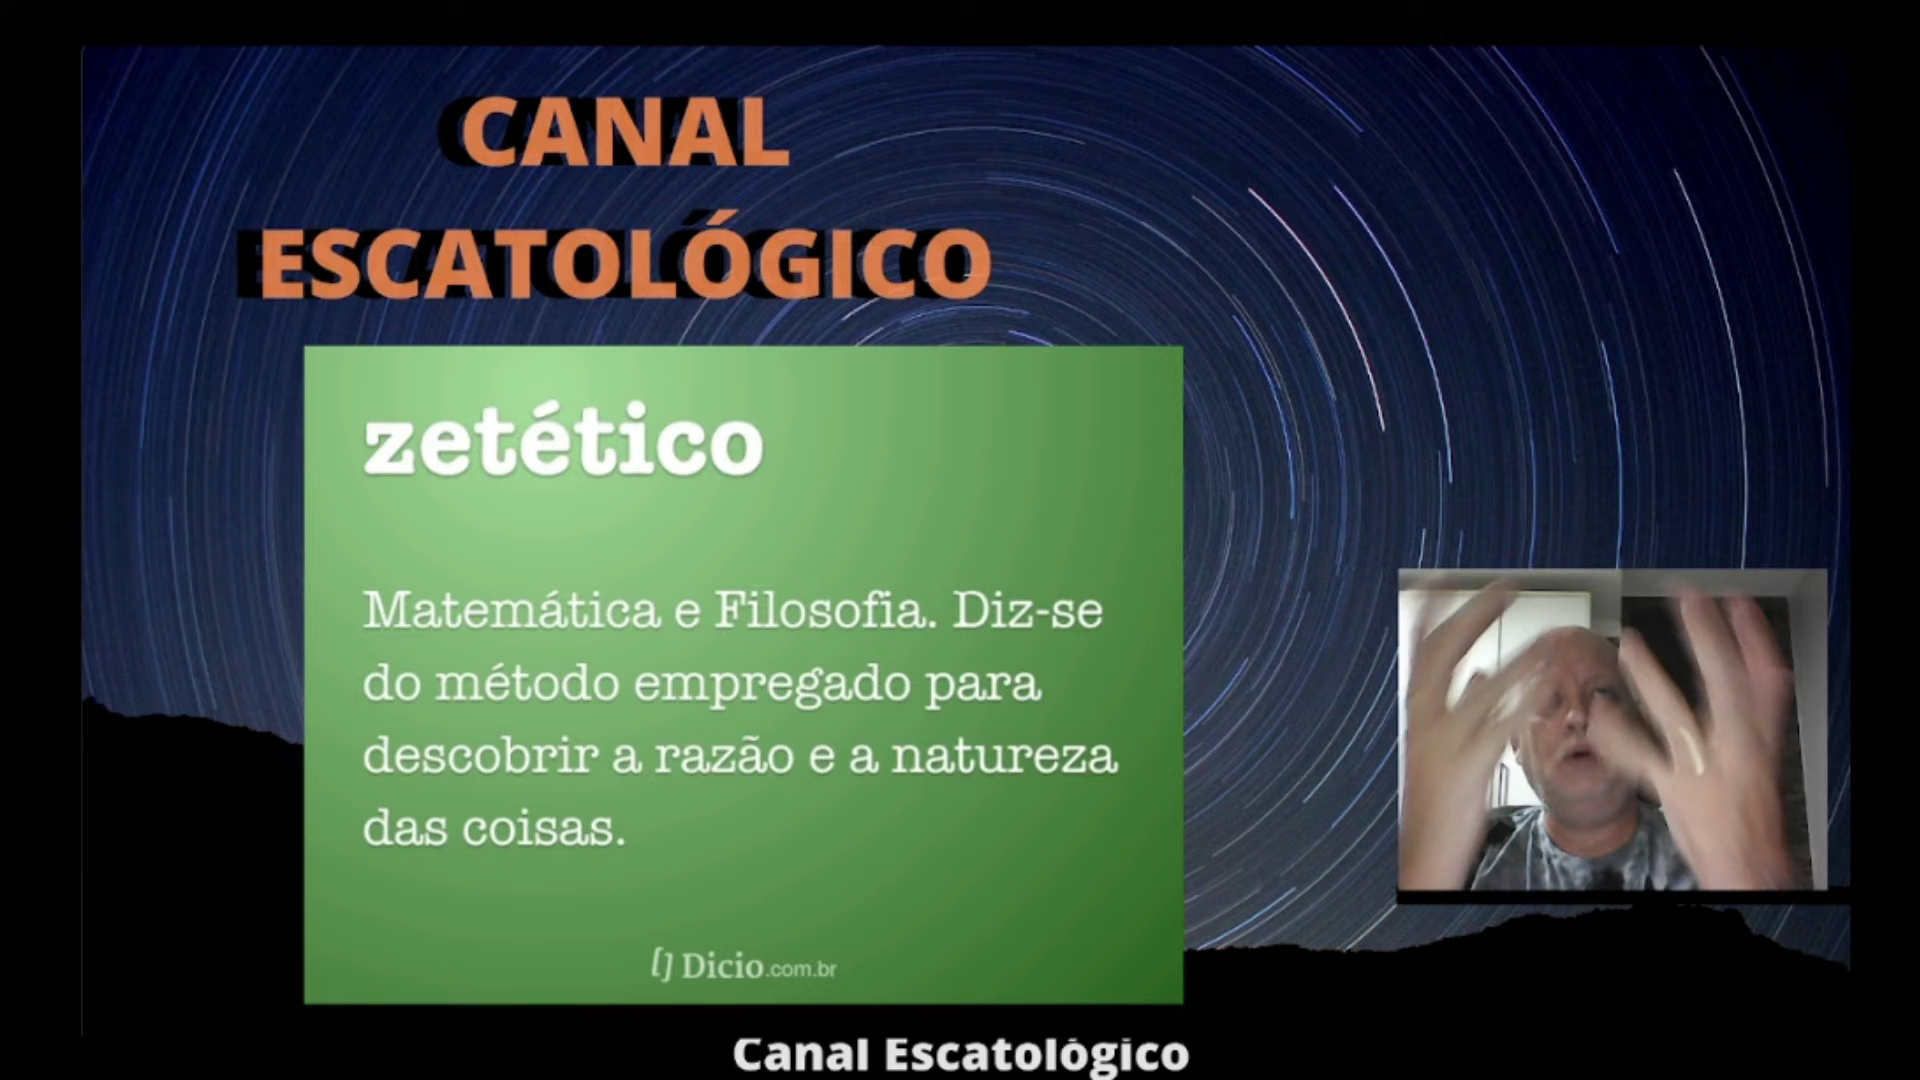 CANAL
ESCATOLÓGICO
zetético
Matemática e Filosofia. Diz-se
do método empregado para
descobrir a razão e a natureza
das coisas.
Dicio.com.br
Canal Escatológico